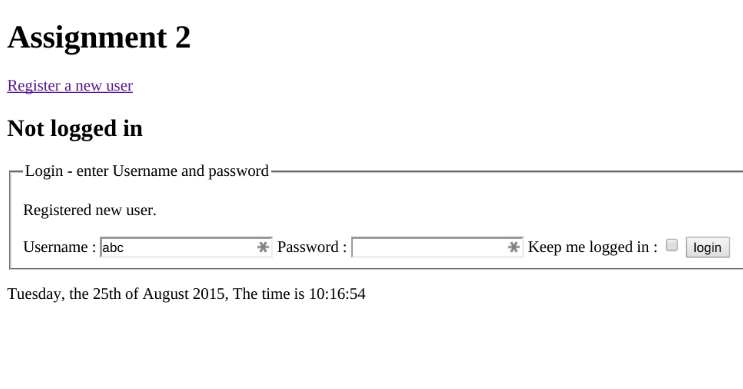 Assignment 2
Register a new user
Not logged in
Login - enter Username and password
Registered new user.
Username : abc Password : Keep me logged in : login
Tuesday, the 25th of August 2015, The time is 10:16:54